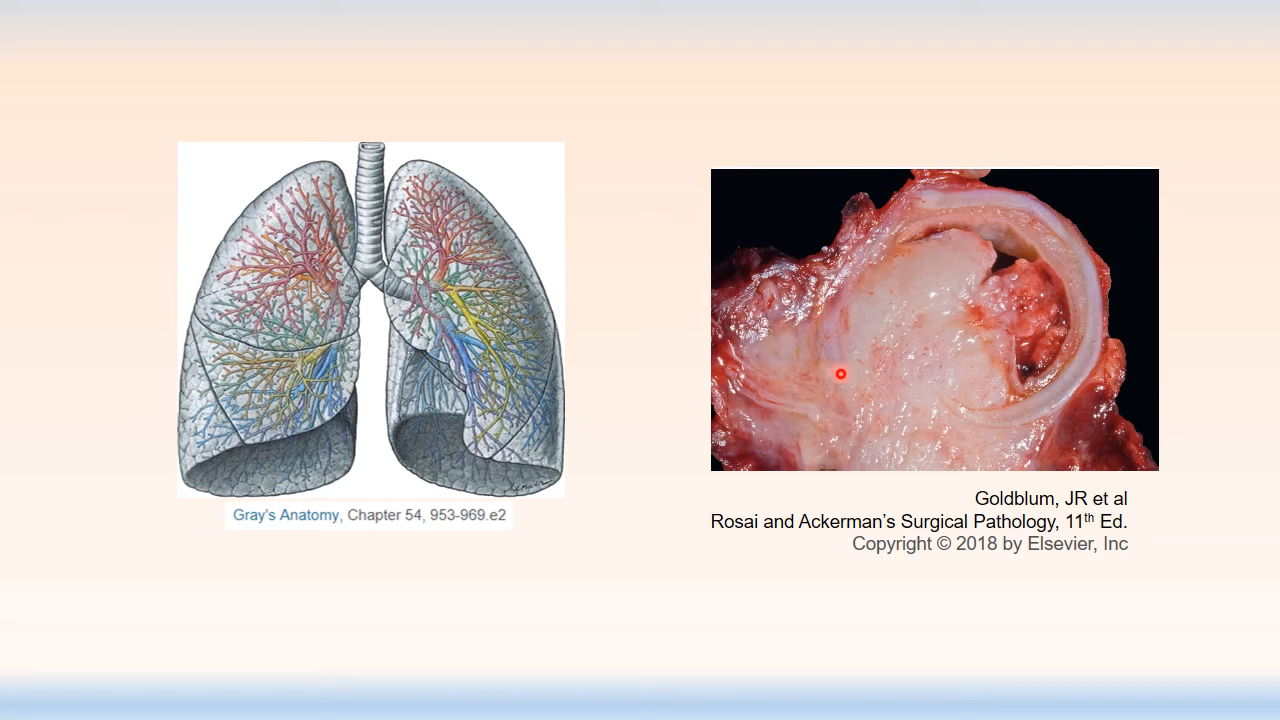 Gray's Anatomy, Chapter 54, 953-969.e2
Goldblum, JR et al
Rosai and Ackerman’s Surgical Pathology, 11th Ed.
Copyright © 2018 by Elsevier, Inc